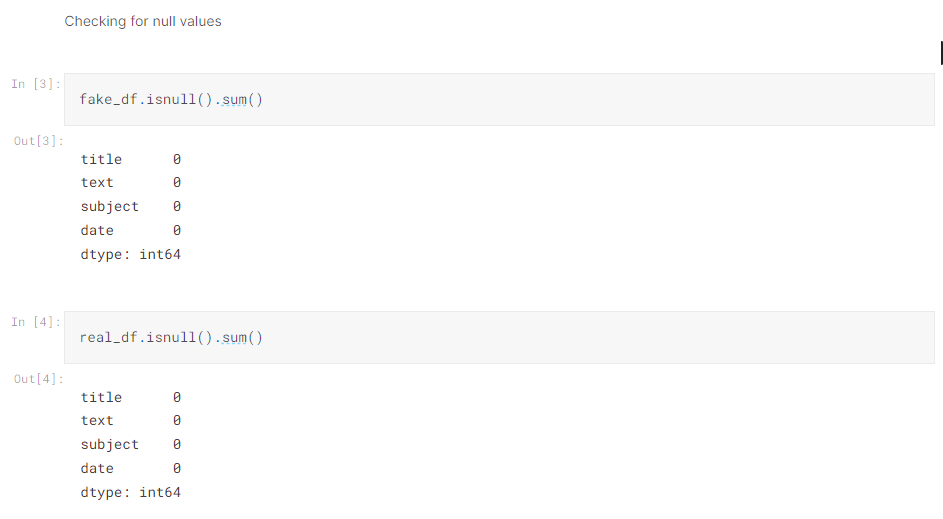 Checking for null values
In [3]:
fake_df.isnull().sum()
Out[3]:
title 0
text 0
subject 0
date 0
dtype: int64
In [4]:
real_df.isnull().sum()
Out[4]:
title 0
text 0
subject 0
date 0
dtype: int64